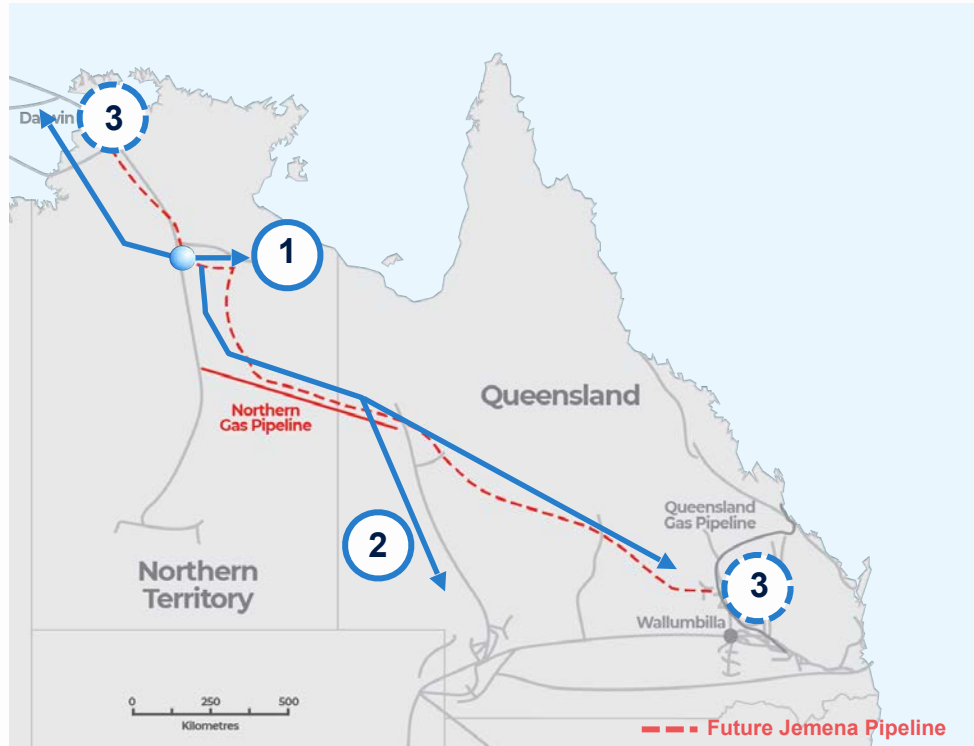 Darwin
3
1
Queensland
Northern
Gas Pipeline
Queensland
Gas Pipeline
2
Northern
Territory
3
Wallumbilla
0 250 500
Kilometres
Future Jemena Pipeline